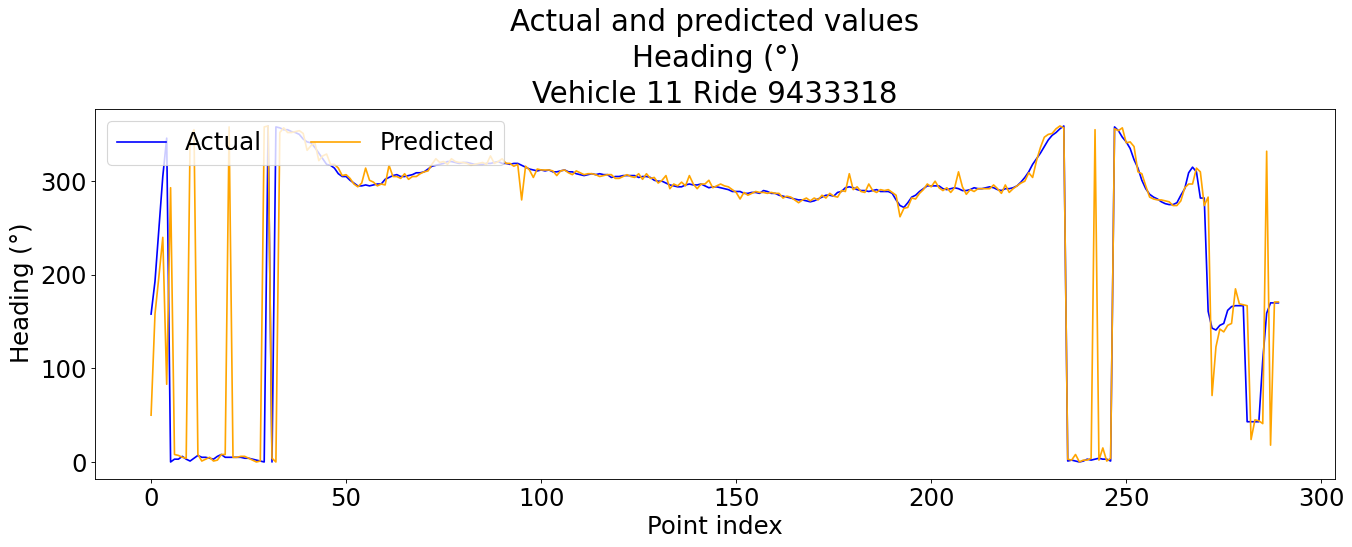 Actual and predicted values
Heading (°)
Vehicle 11 Ride 9433318
Actual Predicted
Heading (°)
300
200
100
0
0 50 100 150 200 250 300
Point index